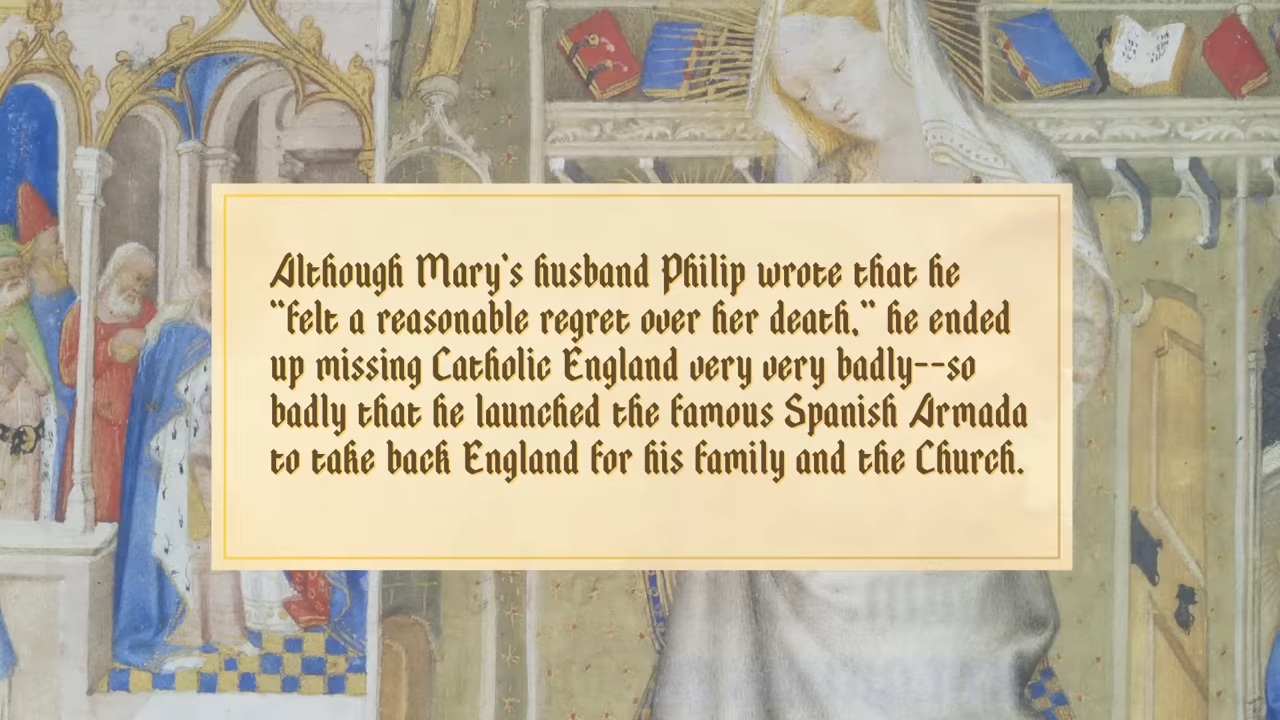 Although Mary's husband Philip wrote that he
"felt a reasonable regret over her death," he ended
up missing Catholic England very very badly--so
badly that he launched the famous Spanish Armada
to take back England for his family and the Church.